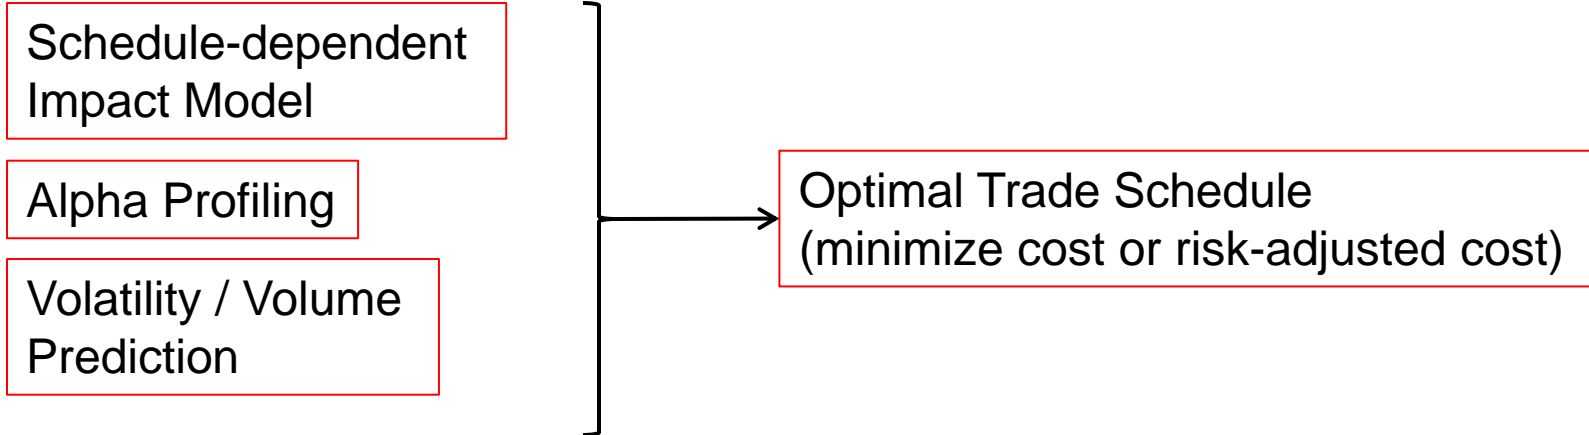 Schedule-dependent
Impact Model
Alpha Profiling
Volatility / Volume
Prediction
Optimal Trade Schedule
(minimize cost or risk-adjusted cost)